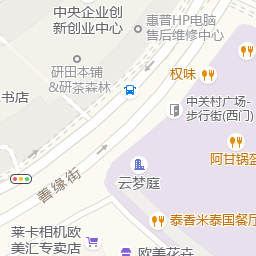 中央企业创
新创业中心
惠普HP电脑
售后维修中心
研田本铺
&研茶森林
权味
书店
中关村广场-
步行街(西门)
阿甘锅盔
云梦庭
善缘街
泰香米泰国餐厅
莱卡相机欧
美汇专卖店
欧美花卉